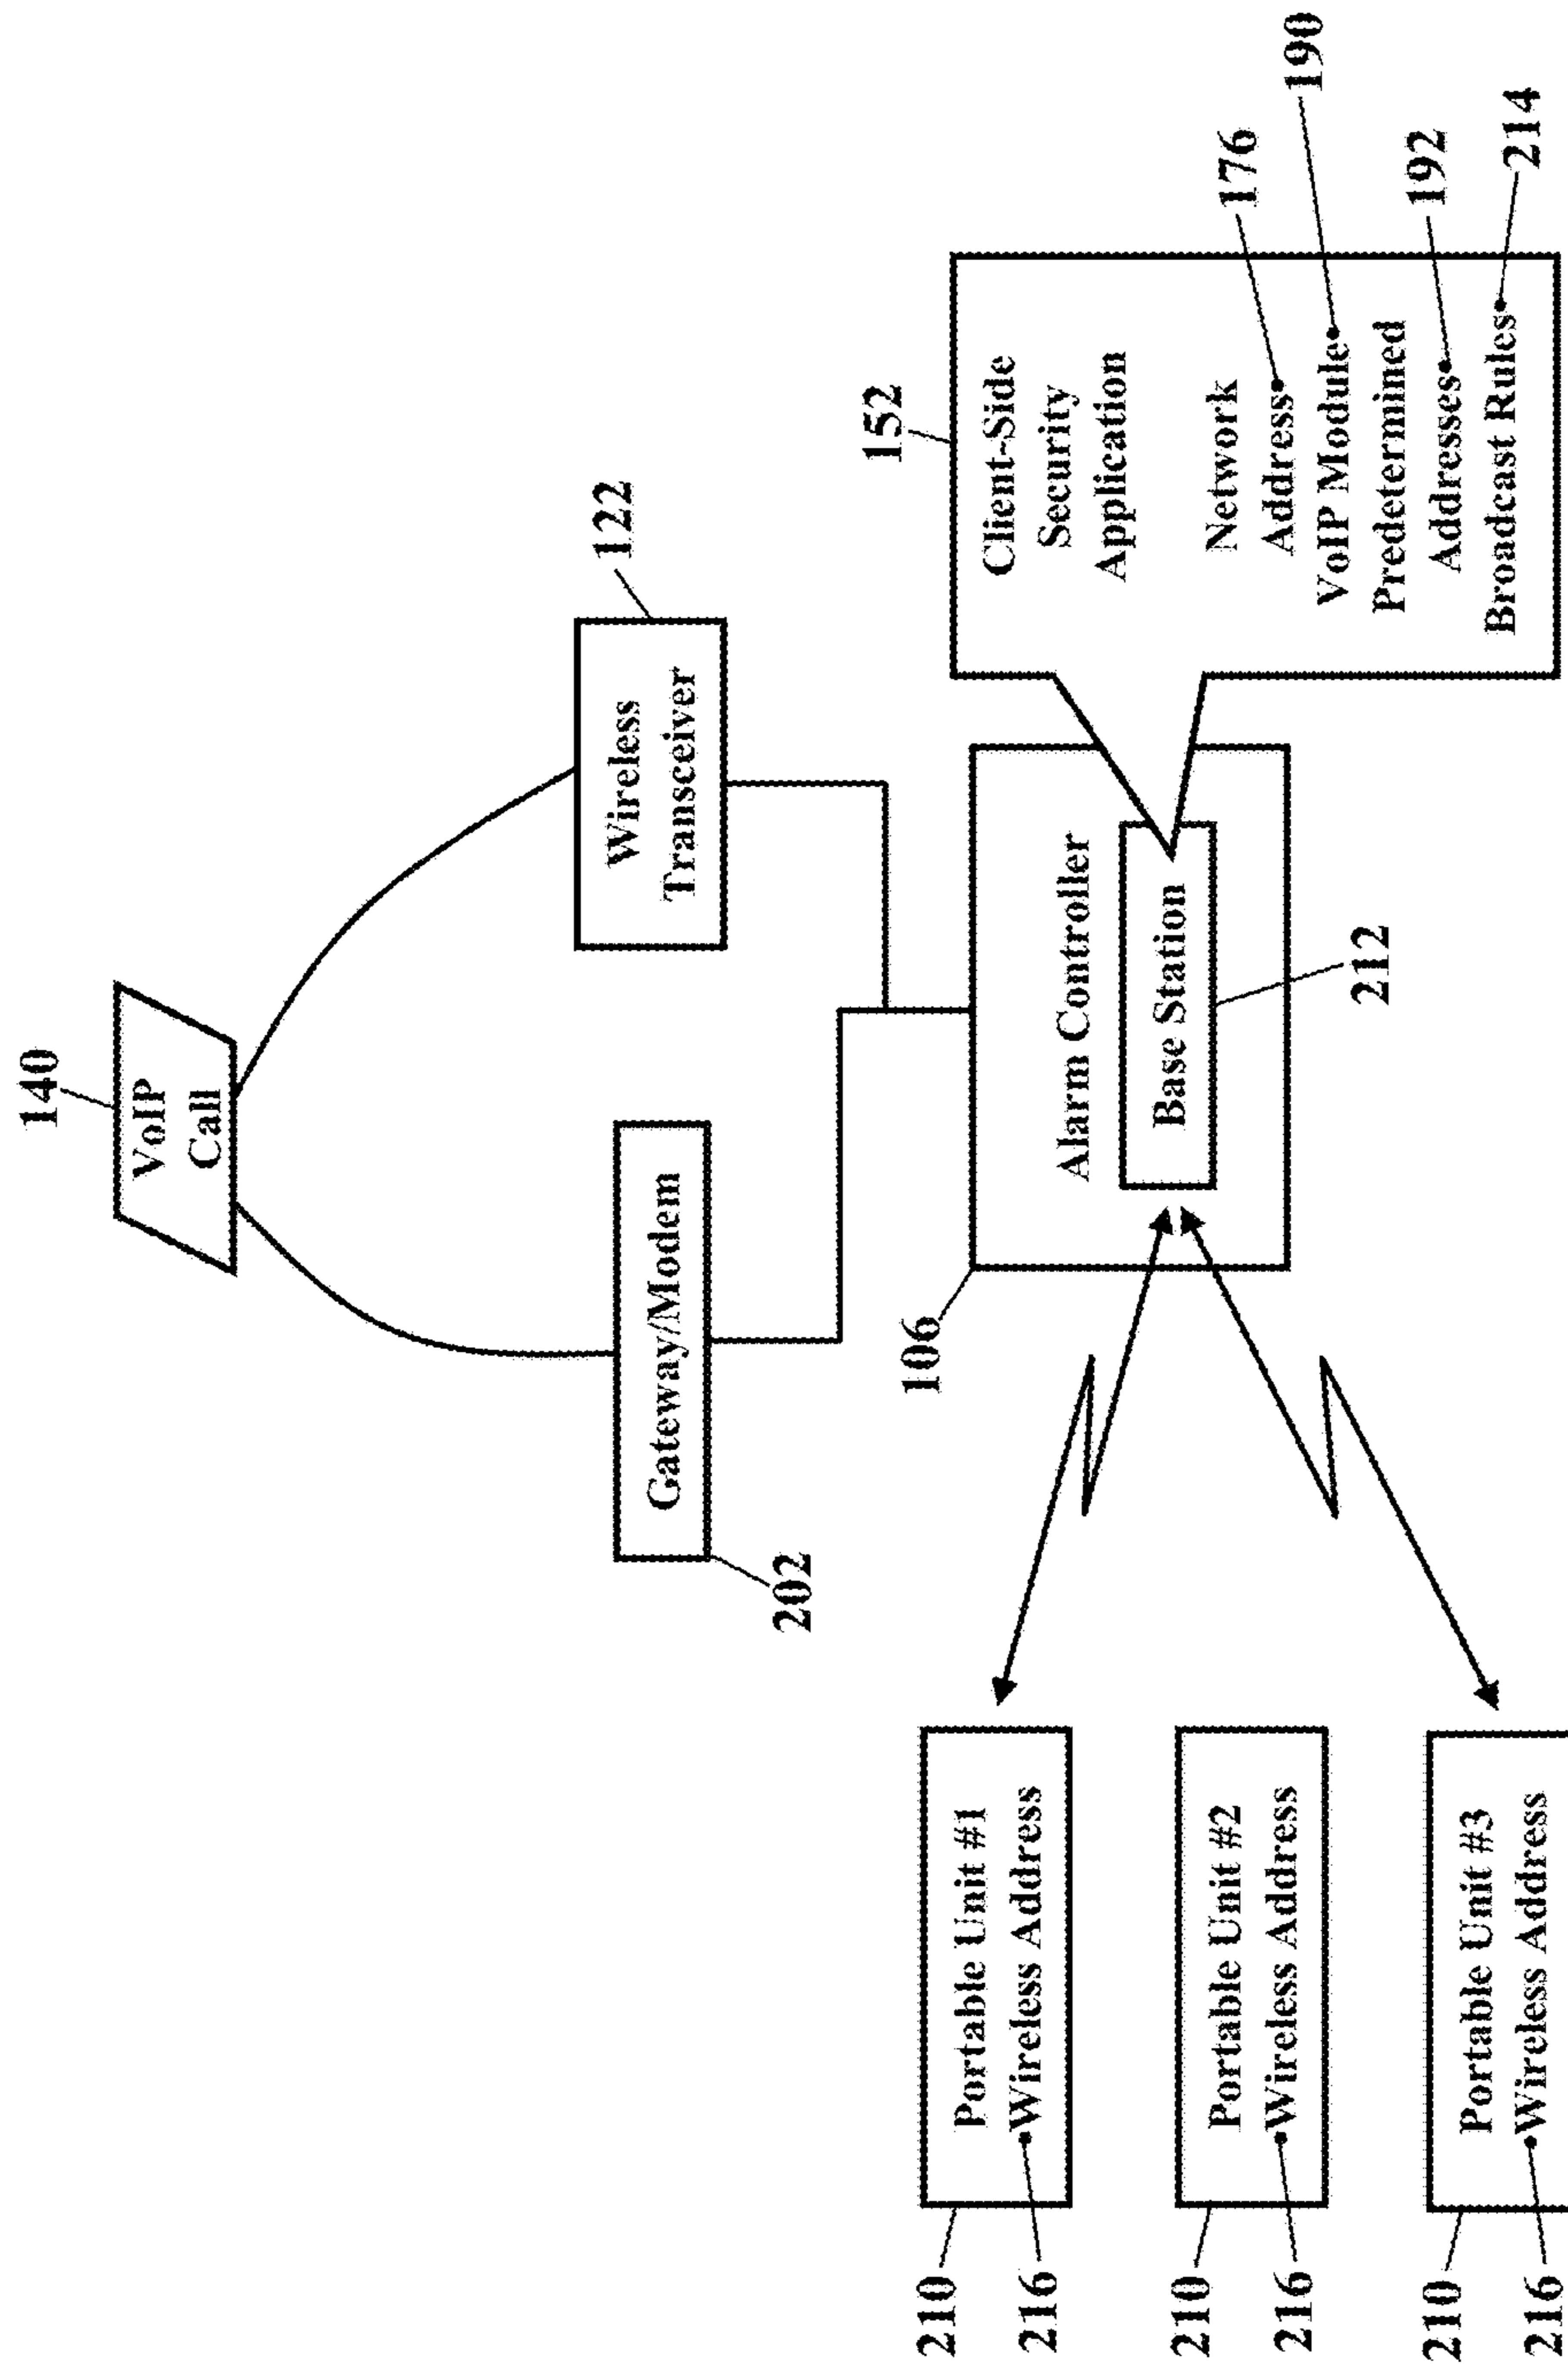 140
VoIP
Call
122
Wireless
Transceiver
Gateway/Modem
202
152
Client-Side
Security
Application
Network
Address
176
VoIP Module
190
Predetermined
Addresses
192
Broadcast Rules
214
106
Alarm Controller
Base Station
212
Portable Unit #1
Wireless Address
210
216
Portable Unit #2
Wireless Address
210
216
Portable Unit #3
Wireless Address
210
216